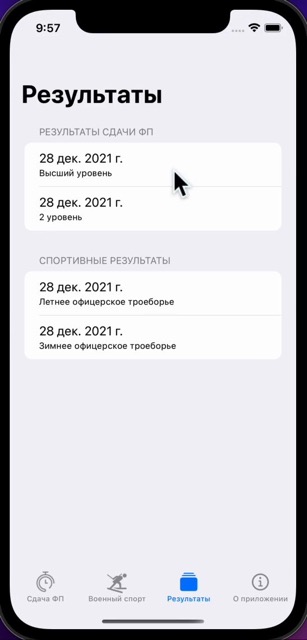 9:57
Результаты
РЕЗУЛЬТАТЫ СДАЧИ ФП
28 дек. 2021 г.
Высший уровень
28 дек. 2021 г.
2 уровень
СПОРТИВНЫЕ РЕЗУЛЬТАТЫ
28 дек. 2021 г.
Летнее офицерское троеборье
28 дек. 2021 г.
Зимнее офицерское троеборье
Сдача ФП
Военный спорт
Результаты
О приложении